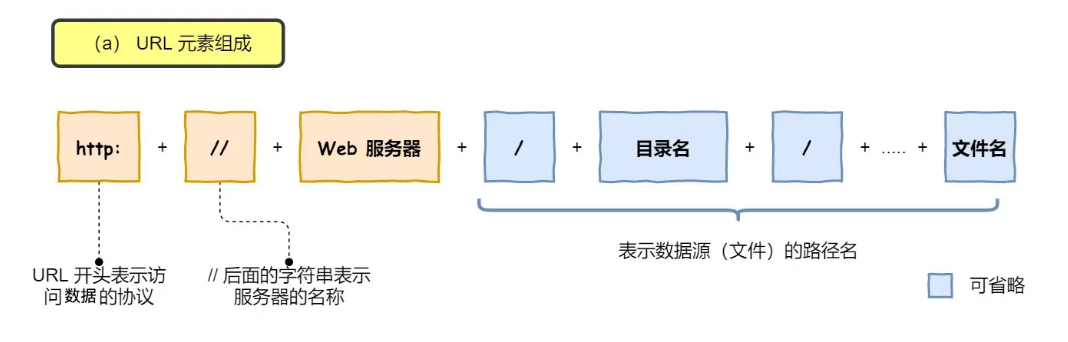 （a） URL 元素组成
http: + // + Web 服务器 + / + 目录名 + / + ..... + 文件名
表示数据源（文件）的路径名
URL 开头表示访
问数据的协议
// 后面的字符串表示
服务器的名称
可省略